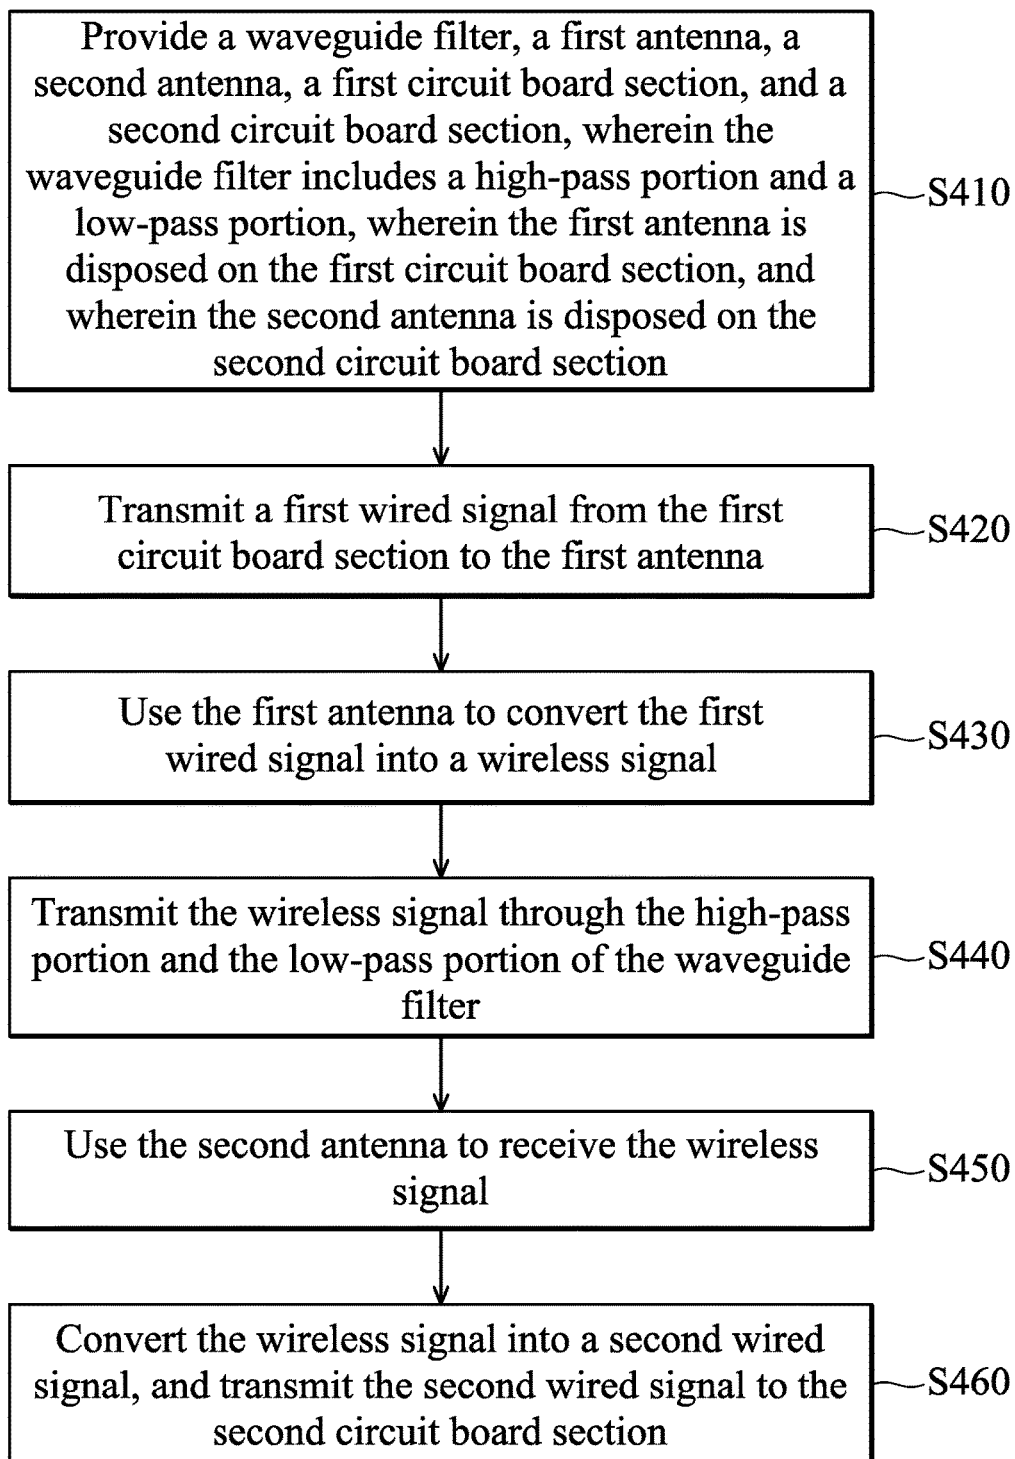 Provide a waveguide filter, a first antenna, a
second antenna, a first circuit board section, and a
second circuit board section, wherein the
waveguide filter includes a high-pass portion and a
low-pass portion, wherein the first antenna is
disposed on the first circuit board section, and
wherein the second antenna is disposed on the
second circuit board section
S410
Transmit a first wired signal from the first
circuit board section to the first antenna
S420
Use the first antenna to convert the first
wired signal into a wireless signal
S430
Transmit the wireless signal through the high-pass
portion and the low-pass portion of the waveguide
filter
S440
Use the second antenna to receive the wireless
signal
S450
Convert the wireless signal into a second wired
signal, and transmit the second wired signal to the
second circuit board section
S460